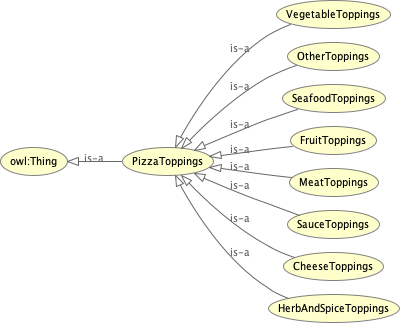 VegetableToppings
is-a
OtherToppings
is-a
SeafoodToppings
is-a
FruitToppings
is-a
owl:Thing
is-a
PizzaToppings
is-a
MeatToppings
is-a
SauceToppings
is-a
CheeseToppings
is-a
HerbAndSpiceToppings